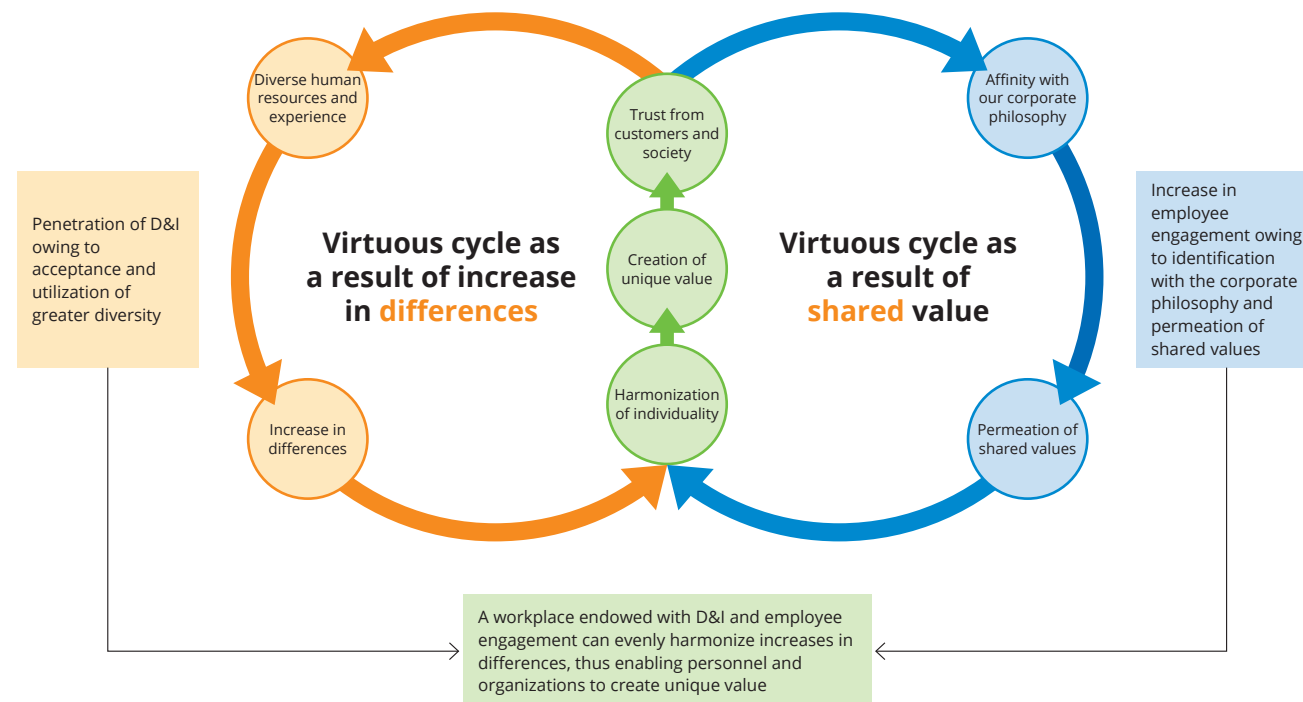 Diverse human
resources and
experience
Trust from
customers and
society
Affinity with
our corporate
philosophy
Penetration of D&I
owing to
acceptance and
utilization of
greater diversity
Virtuous cycle as
a result of increase
in differences
Creation of
unique value
Virtuous cycle as
a result of
shared value
Increase in
employee
engagement owing
to identification
with the corporate
philosophy and
permeation of
shared values
Increase in
differences
Harmonization
of individuality
Permeation of
shared values
A workplace endowed with D&I and employee
engagement can evenly harmonize increases in
differences, thus enabling personnel and
organizations to create unique value